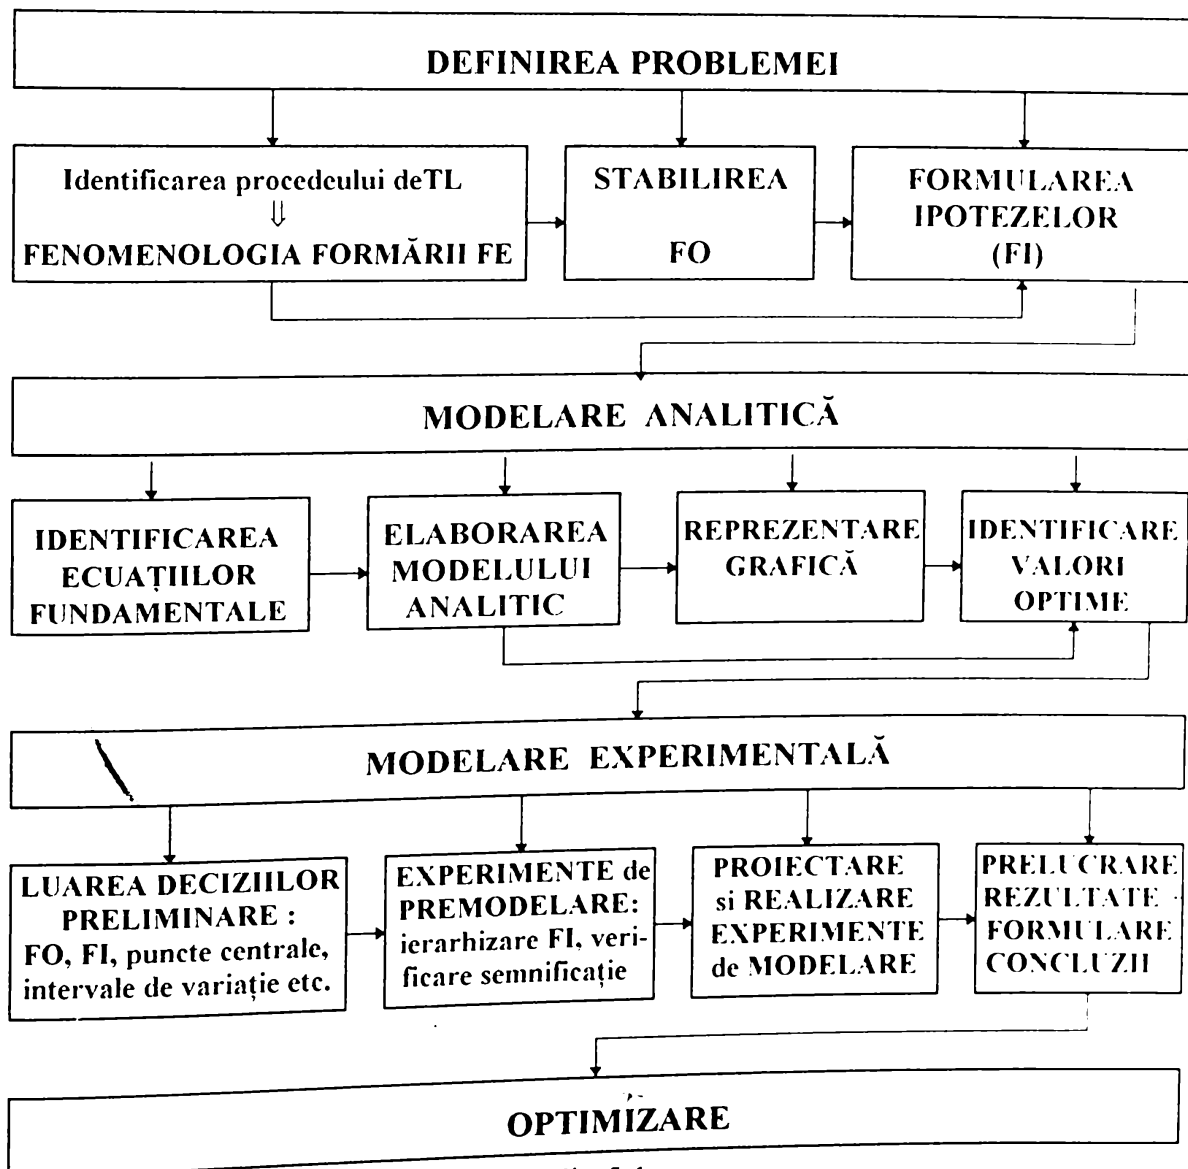 DEFINIREA PROBLEMEI
Identificarea procedeului deTL
⇓
FENOMENOLOGIA FORMĂRII FE
STABILIREA
FO
FORMULAREA
IPOTEZELOR
(FI)
MODELARE ANALITICĂ
IDENTIFICAREA
ECUAȚIILOR
FUNDAMENTALE
ELABORAREA
MODELULUI
ANALITIC
REPREZENTARE
GRAFICĂ
IDENTIFICARE
VALORI
OPTIME
MODELARE EXPERIMENTALĂ
LUAREA DECIZIILOR
PRELIMINARE :
FO, FI, puncte centrale,
intervale de variație etc.
EXPERIMENTE de
PREMODELARE:
ierarhizare FI, veri-
ficare semnificație
PROIECTARE
si REALIZARE
EXPERIMENTE
de MODELARE
PRELUCRARE
REZULTATE
FORMULARE
CONCLUZII
OPTIMIZARE